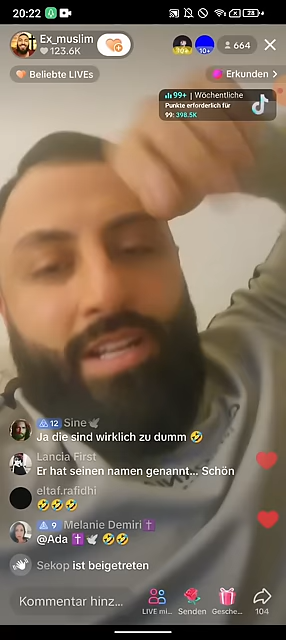 20:22
Ex_muslim
123.6K
70+
10+
664
Beliebte LIVEs
Erkunden >
99+ | Wöchentliche
Punkte erforderlich für
99: 398.5K
12 Sine
Ja die sind wirklich zu dumm 🤣
Lancia First
Er hat seinen namen genannt... Schön
eltaf.rafidhi
🤣🤣🤣
9 Melanie Demiri✝️
@Ada ✝️🕊️ 🤣🤣
Sekop ist beigetreten
Kommentar hinz...
LIVE mi...
Senden
Gesche...
104